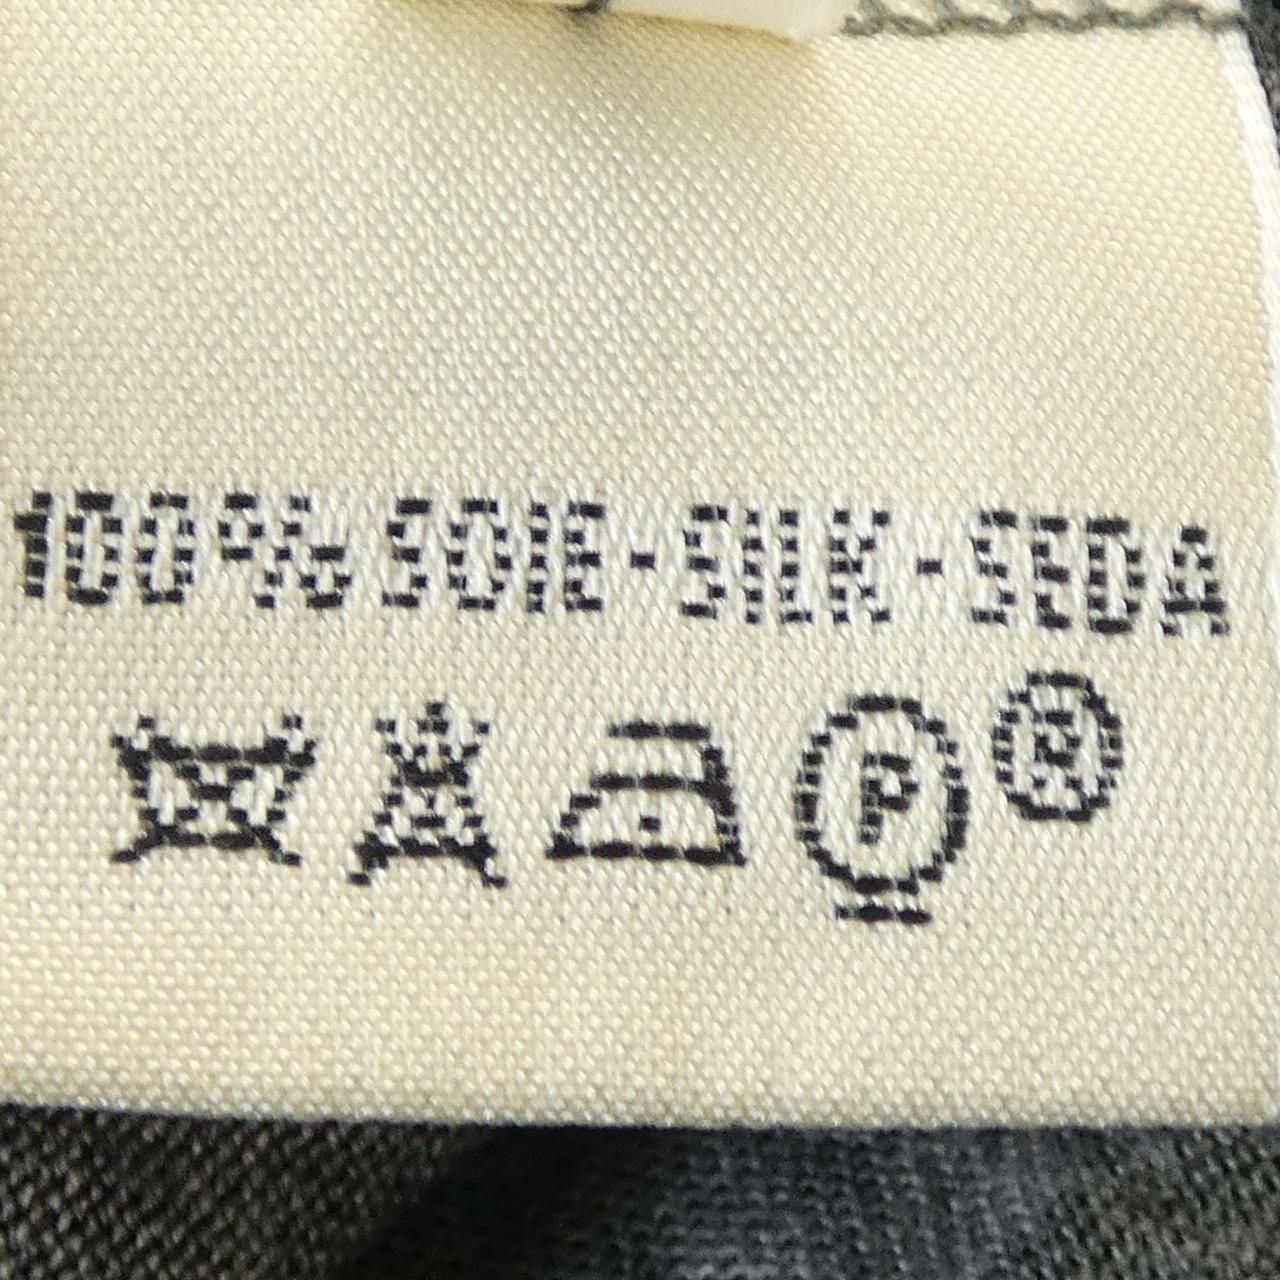 100% SOIE - SILK - SEDA
P ®